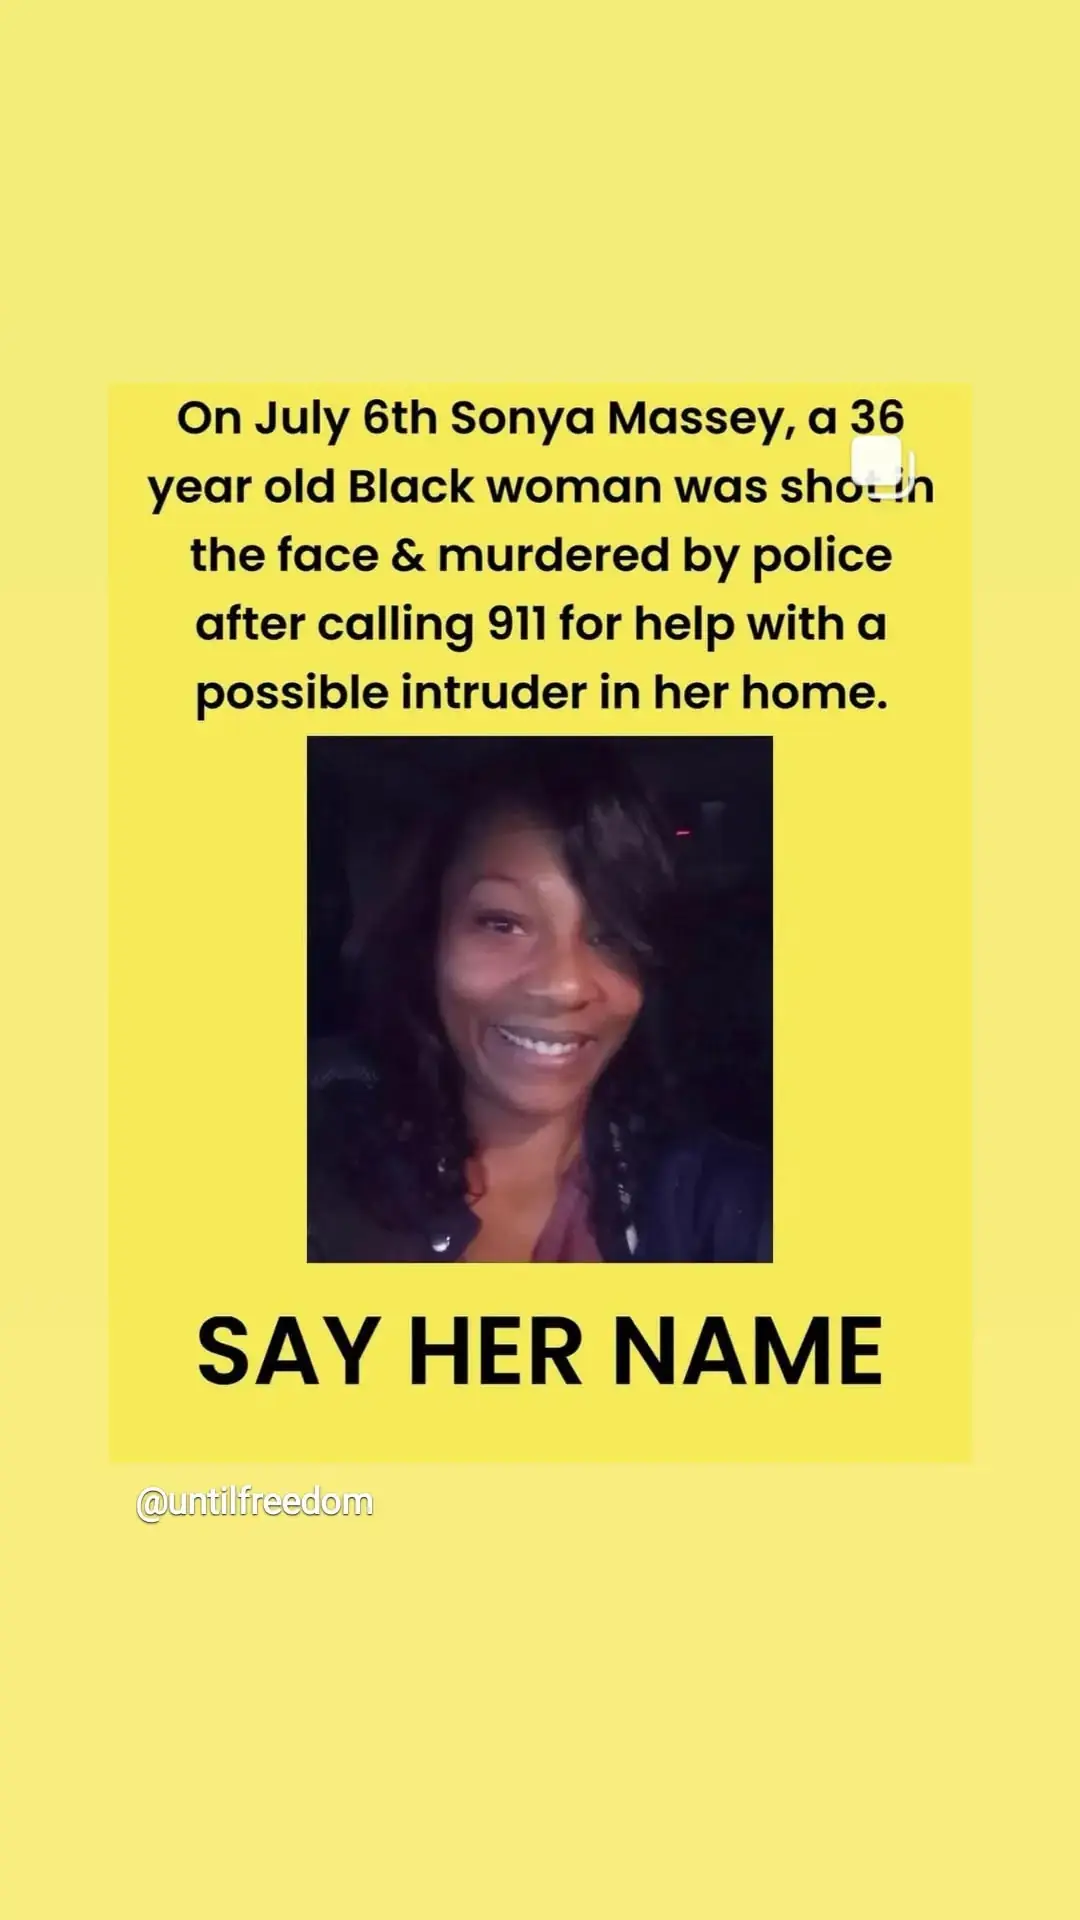 On July 6th Sonya Massey, a 36
year old Black woman was shot in
the face & murdered by police
after calling 911 for help with a
possible intruder in her home.
SAY HER NAME
@untilfreedom